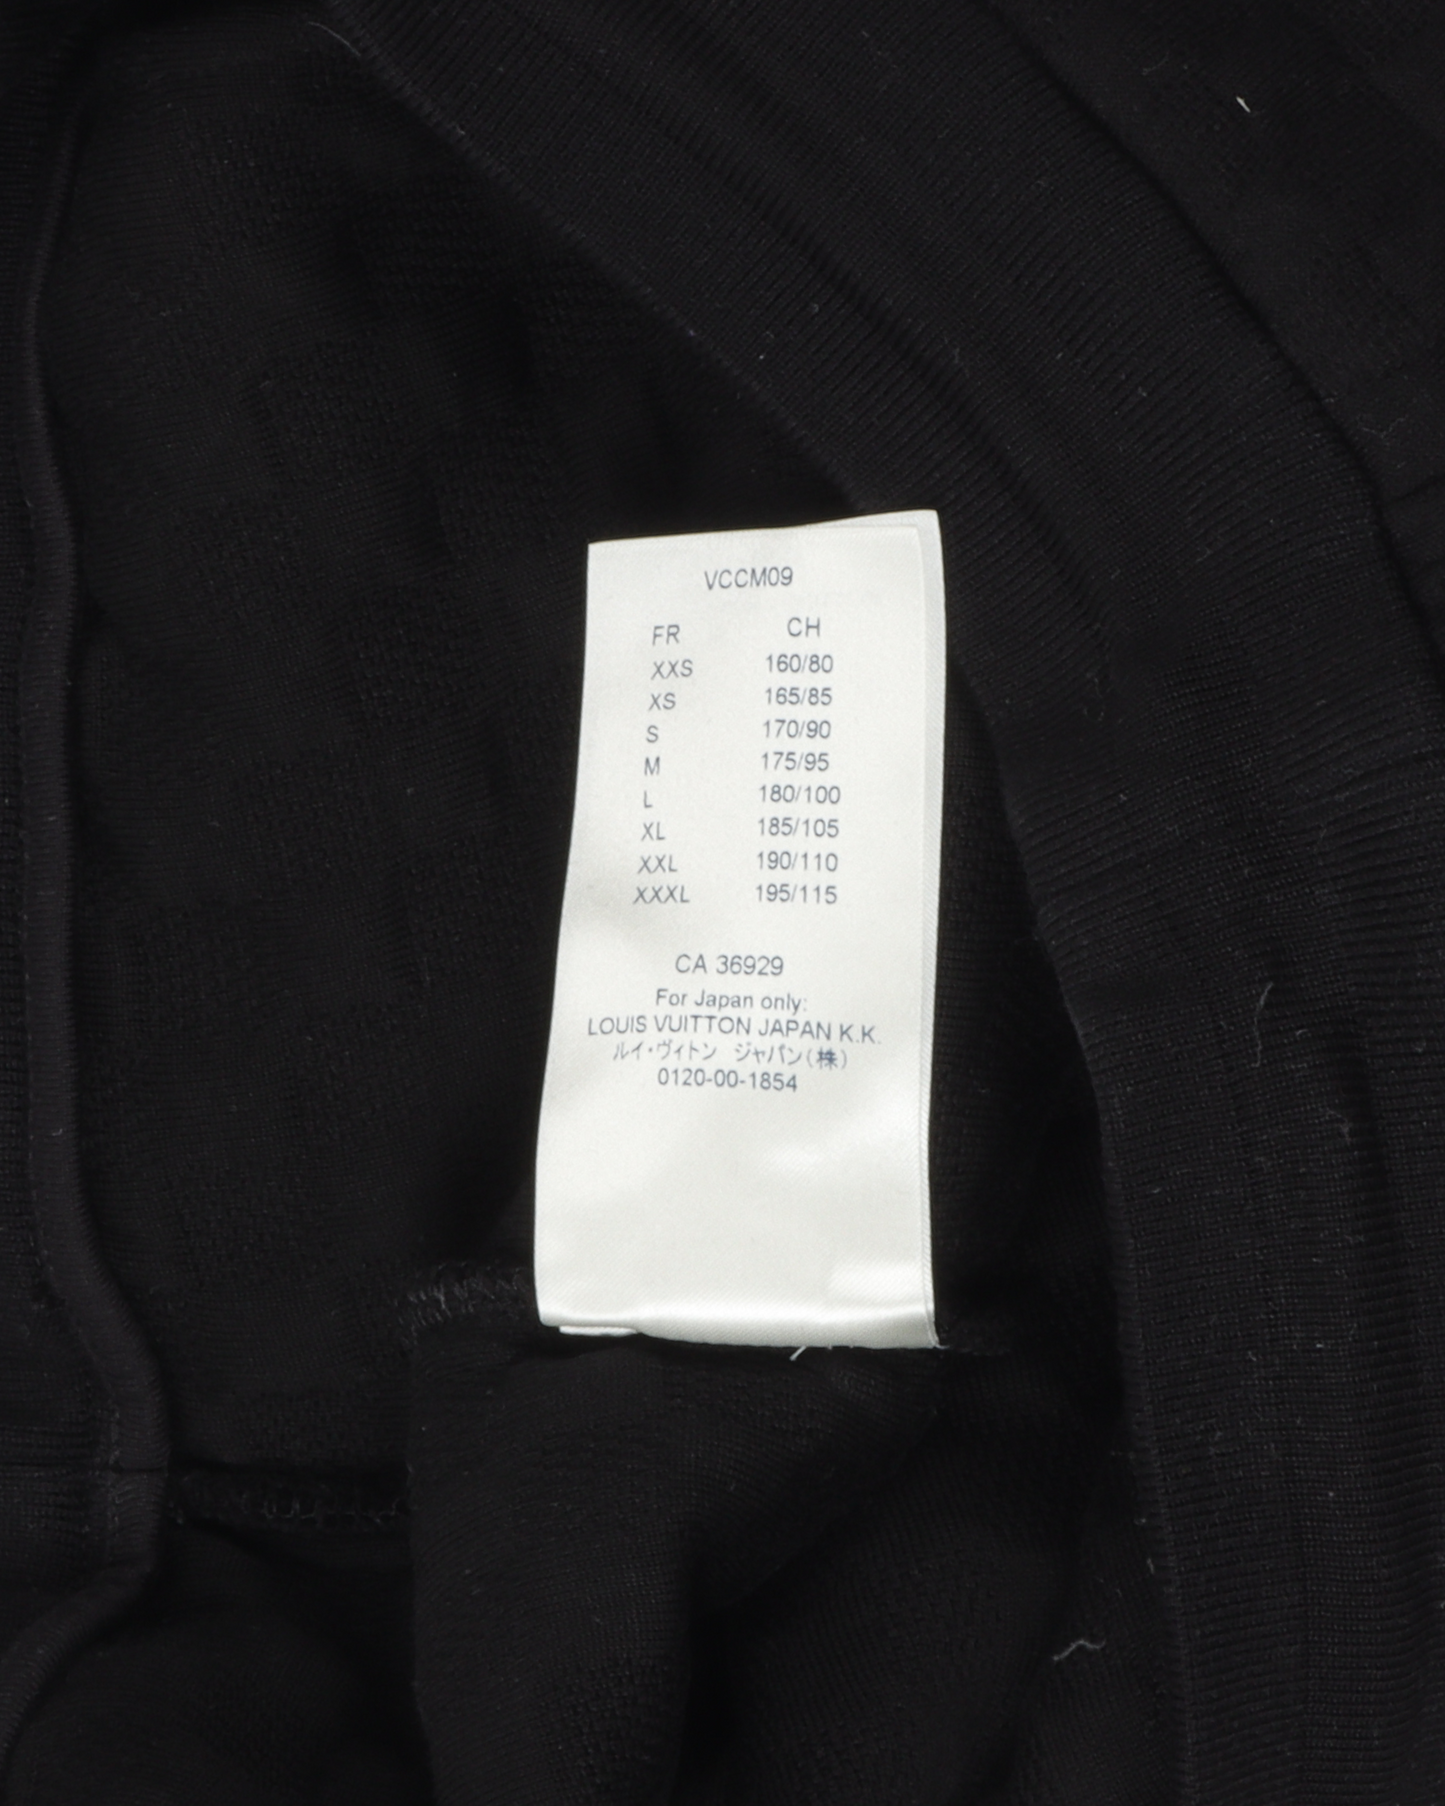 VCCM09
FR CH
XXS 160/80
XS 165/85
S 170/90
M 175/95
L 180/100
XL 185/105
XXL 190/110
XXXL 195/115
CA 36929
For Japan only:
LOUIS VUITTON JAPAN K.K.
ルイ・ヴィトン ジャパン(株)
0120-00-1854